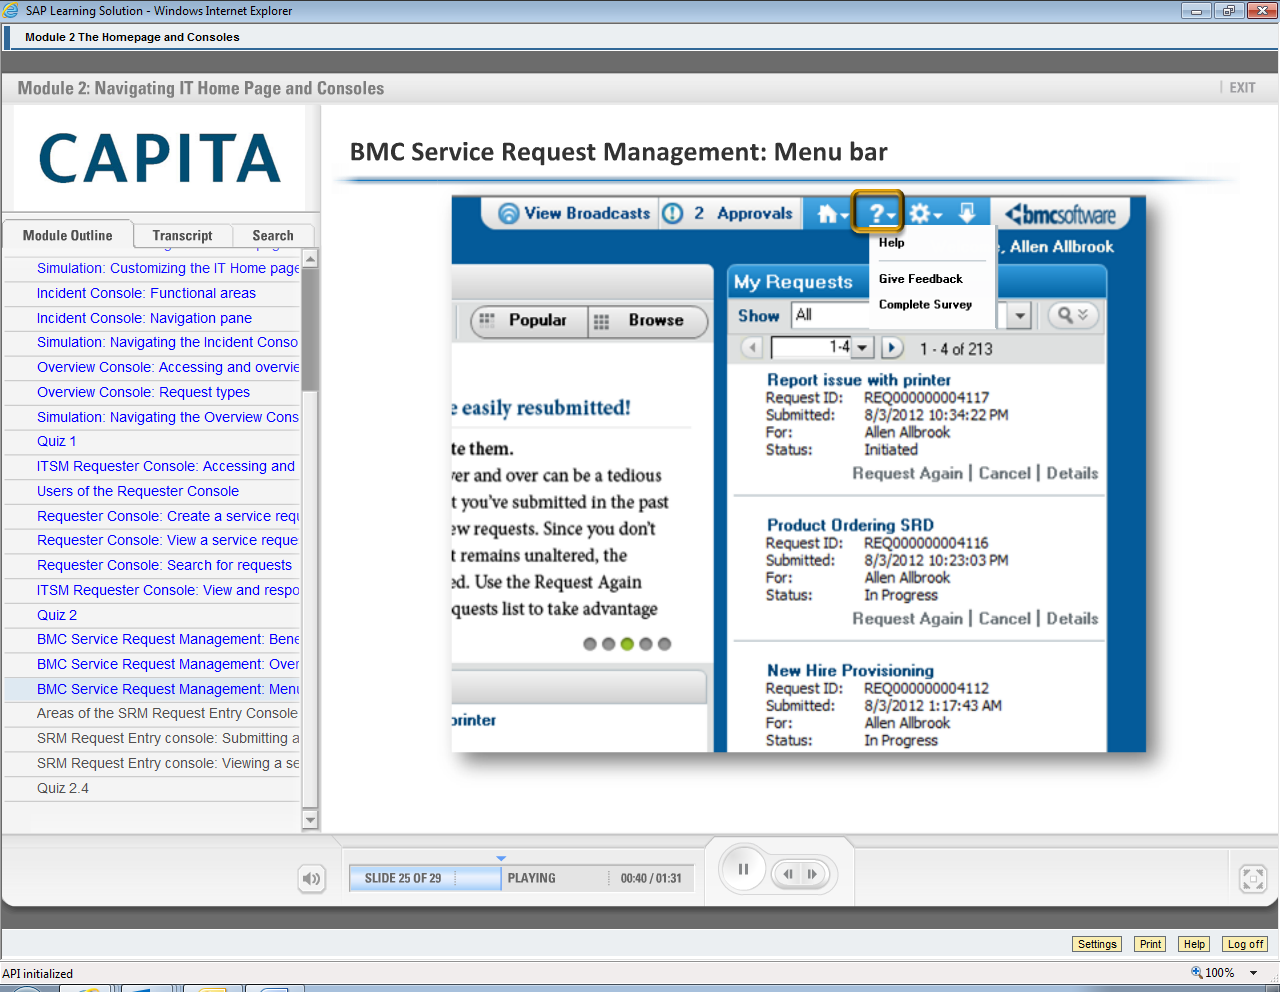 SAP Learning Solution - Windows Internet Explorer
Module 2 The Homepage and Consoles
Module 2: Navigating IT Home Page and Consoles
EXIT
CAPITA
Module Outline
Transcript
Search
Simulation: Customizing the IT Home page
Incident Console: Functional areas
Incident Console: Navigation pane
Simulation: Navigating the Incident Conso
Overview Console: Accessing and overvie
Overview Console: Request types
Simulation: Navigating the Overview Cons
Quiz 1
ITSM Requester Console: Accessing and
Users of the Requester Console
Requester Console: Create a service requ
Requester Console: View a service reque
Requester Console: Search for requests
ITSM Requester Console: View and respo
Quiz 2
BMC Service Request Management: Bene
BMC Service Request Management: Over
BMC Service Request Management: Menu
Areas of the SRM Request Entry Console
SRM Request Entry console: Submitting a
SRM Request Entry console: Viewing a se
Quiz 2.4
BMC Service Request Management: Menu bar
View Broadcasts
2 Approvals
?
bmcsoftware
, Allen Allbrook
Help
Give Feedback
Complete Survey
My Requests
Show
All
Popular
Browse
1-4
1 - 4 of 213
e easily resubmitted!
te them.
ver and over can be a tedious
t you've submitted in the past
ew requests. Since you don't
t remains unaltered, the
ed. Use the Request Again
quests list to take advantage
printer
Report issue with printer
Request ID: REQ000000004117
Submitted: 8/3/2012 10:34:22 PM
For: Allen Allbrook
Status: Initiated
Request Again | Cancel | Details
Product Ordering SRD
Request ID: REQ000000004116
Submitted: 8/3/2012 10:23:03 PM
For: Allen Allbrook
Status: In Progress
Request Again | Cancel | Details
New Hire Provisioning
Request ID: REQ000000004112
Submitted: 8/3/2012 1:17:43 AM
For: Allen Allbrook
Status: In Progress
SLIDE 25 OF 29
PLAYING
00:40 / 01:31
Settings
Print
Help
Log off
API initialized
100%